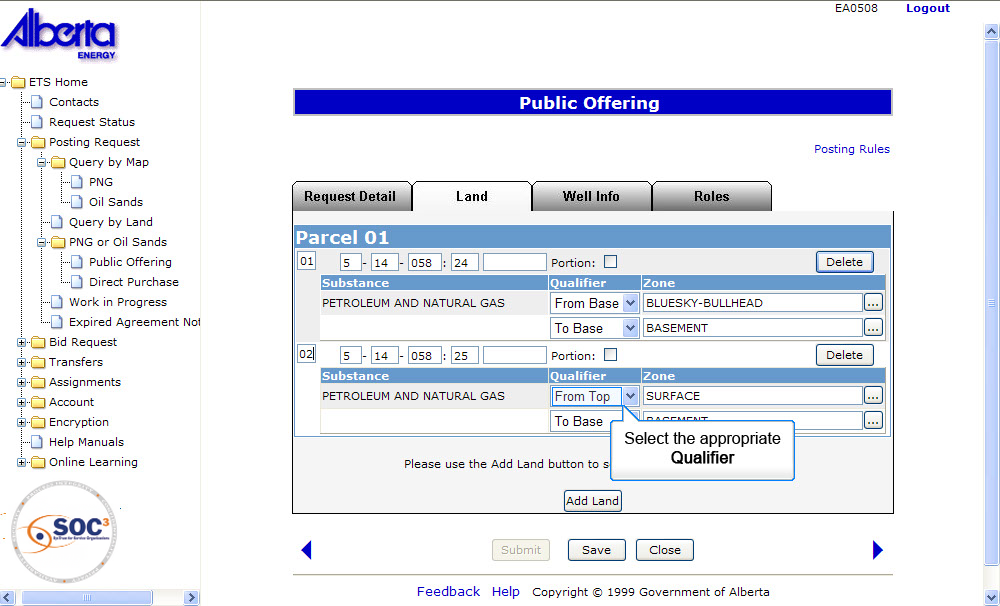 EA0508 Logout
Alberta
ENERGY
ETS Home
Contacts
Request Status
Posting Request
Query by Map
PNG
Oil Sands
Query by Land
PNG or Oil Sands
Public Offering
Direct Purchase
Work in Progress
Expired Agreement Not
Bid Request
Transfers
Assignments
Account
Encryption
Help Manuals
Online Learning
SOC3
Public Offering
Posting Rules
Request Detail Land Well Info Roles
Parcel 01
01 5 - 14 - 058 : 24 Portion: Delete
Substance Qualifier Zone
PETROLEUM AND NATURAL GAS From Base BLUESKY-BULLHEAD ...
To Base BASEMENT ...
02 5 - 14 - 058 : 25 Portion: Delete
Substance Qualifier Zone
PETROLEUM AND NATURAL GAS From Top SURFACE ...
To Base BASEMENT ...
Select the appropriate
Qualifier
Please use the Add Land button to s
Add Land
Submit Save Close
Feedback Help Copyright © 1999 Government of Alberta